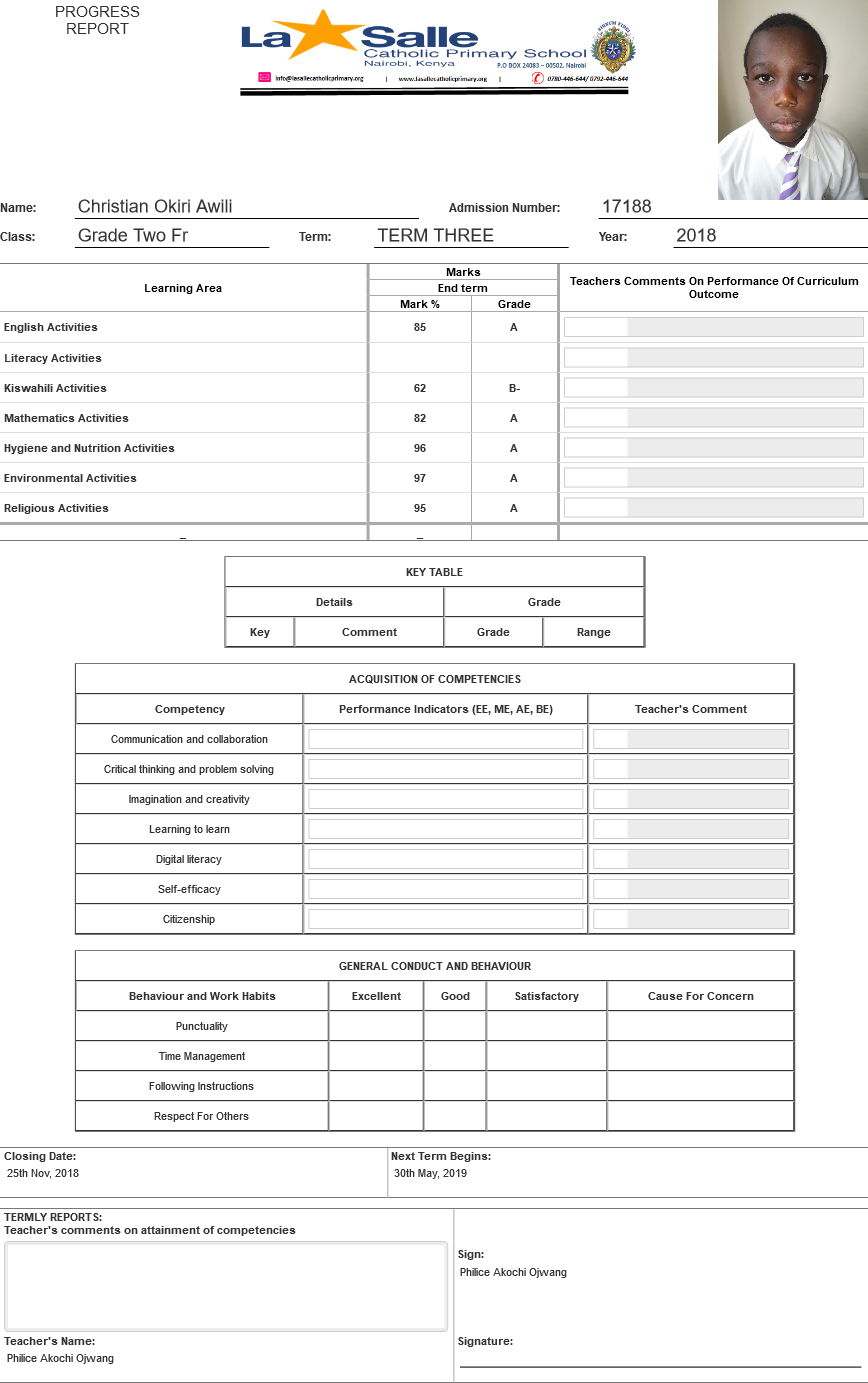 PROGRESS
REPORT
La Salle
Catholic Primary School
Nairobi, Kenya
P.O BOX 24083 – 00502, Nairobi
info@lasallecatholicprimary.org | www.lasallecatholicprimary.org | 0780-446-644/ 0792-446-644
Name: Christian Okiri Awili Admission Number: 17188
Class: Grade Two Fr Term: TERM THREE Year: 2018
Learning Area Marks Teachers Comments On Performance Of Curriculum Outcome
End term
Mark % Grade
English Activities 85 A
Literacy Activities
Kiswahili Activities 62 B-
Mathematics Activities 82 A
Hygiene and Nutrition Activities 96 A
Environmental Activities 97 A
Religious Activities 95 A
_ _
KEY TABLE
Details Grade
Key Comment Grade Range
ACQUISITION OF COMPETENCIES
Competency Performance Indicators (EE, ME, AE, BE) Teacher's Comment
Communication and collaboration
Critical thinking and problem solving
Imagination and creativity
Learning to learn
Digital literacy
Self-efficacy
Citizenship
GENERAL CONDUCT AND BEHAVIOUR
Behaviour and Work Habits Excellent Good Satisfactory Cause For Concern
Punctuality
Time Management
Following Instructions
Respect For Others
Closing Date: Next Term Begins:
25th Nov, 2018 30th May, 2019
TERMLY REPORTS:
Teacher's comments on attainment of competencies
Sign:
Philice Akochi Ojwang
Teacher's Name: Signature:
Philice Akochi Ojwang